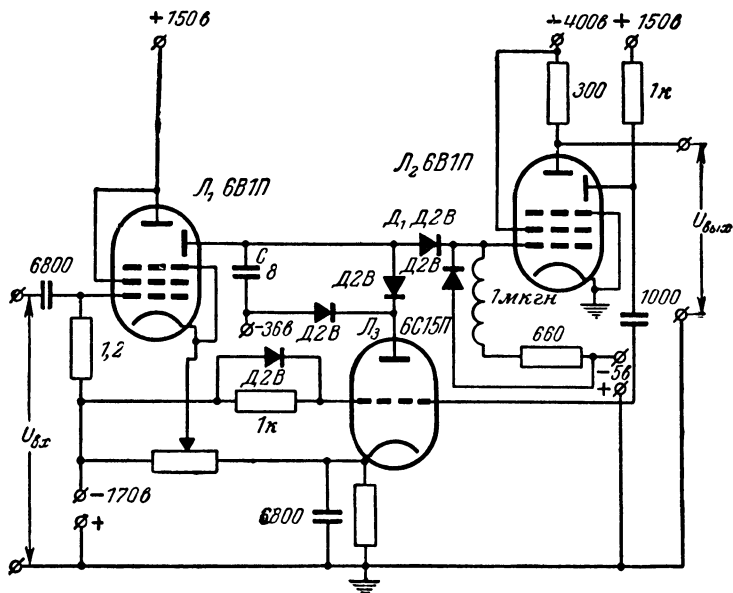 +150в
-400в +150в
300
1к
Л₂ 6В1П
Л₁ 6В1П
Д₁ Д2В
C
8
Д2В
Д2В
Uвых
6800
1мкгн
1000
-36в
Д2В
Л₃
6С15П
660
1,2
-5в
+
Д2В
1к
Uвх
-170в
+
6800